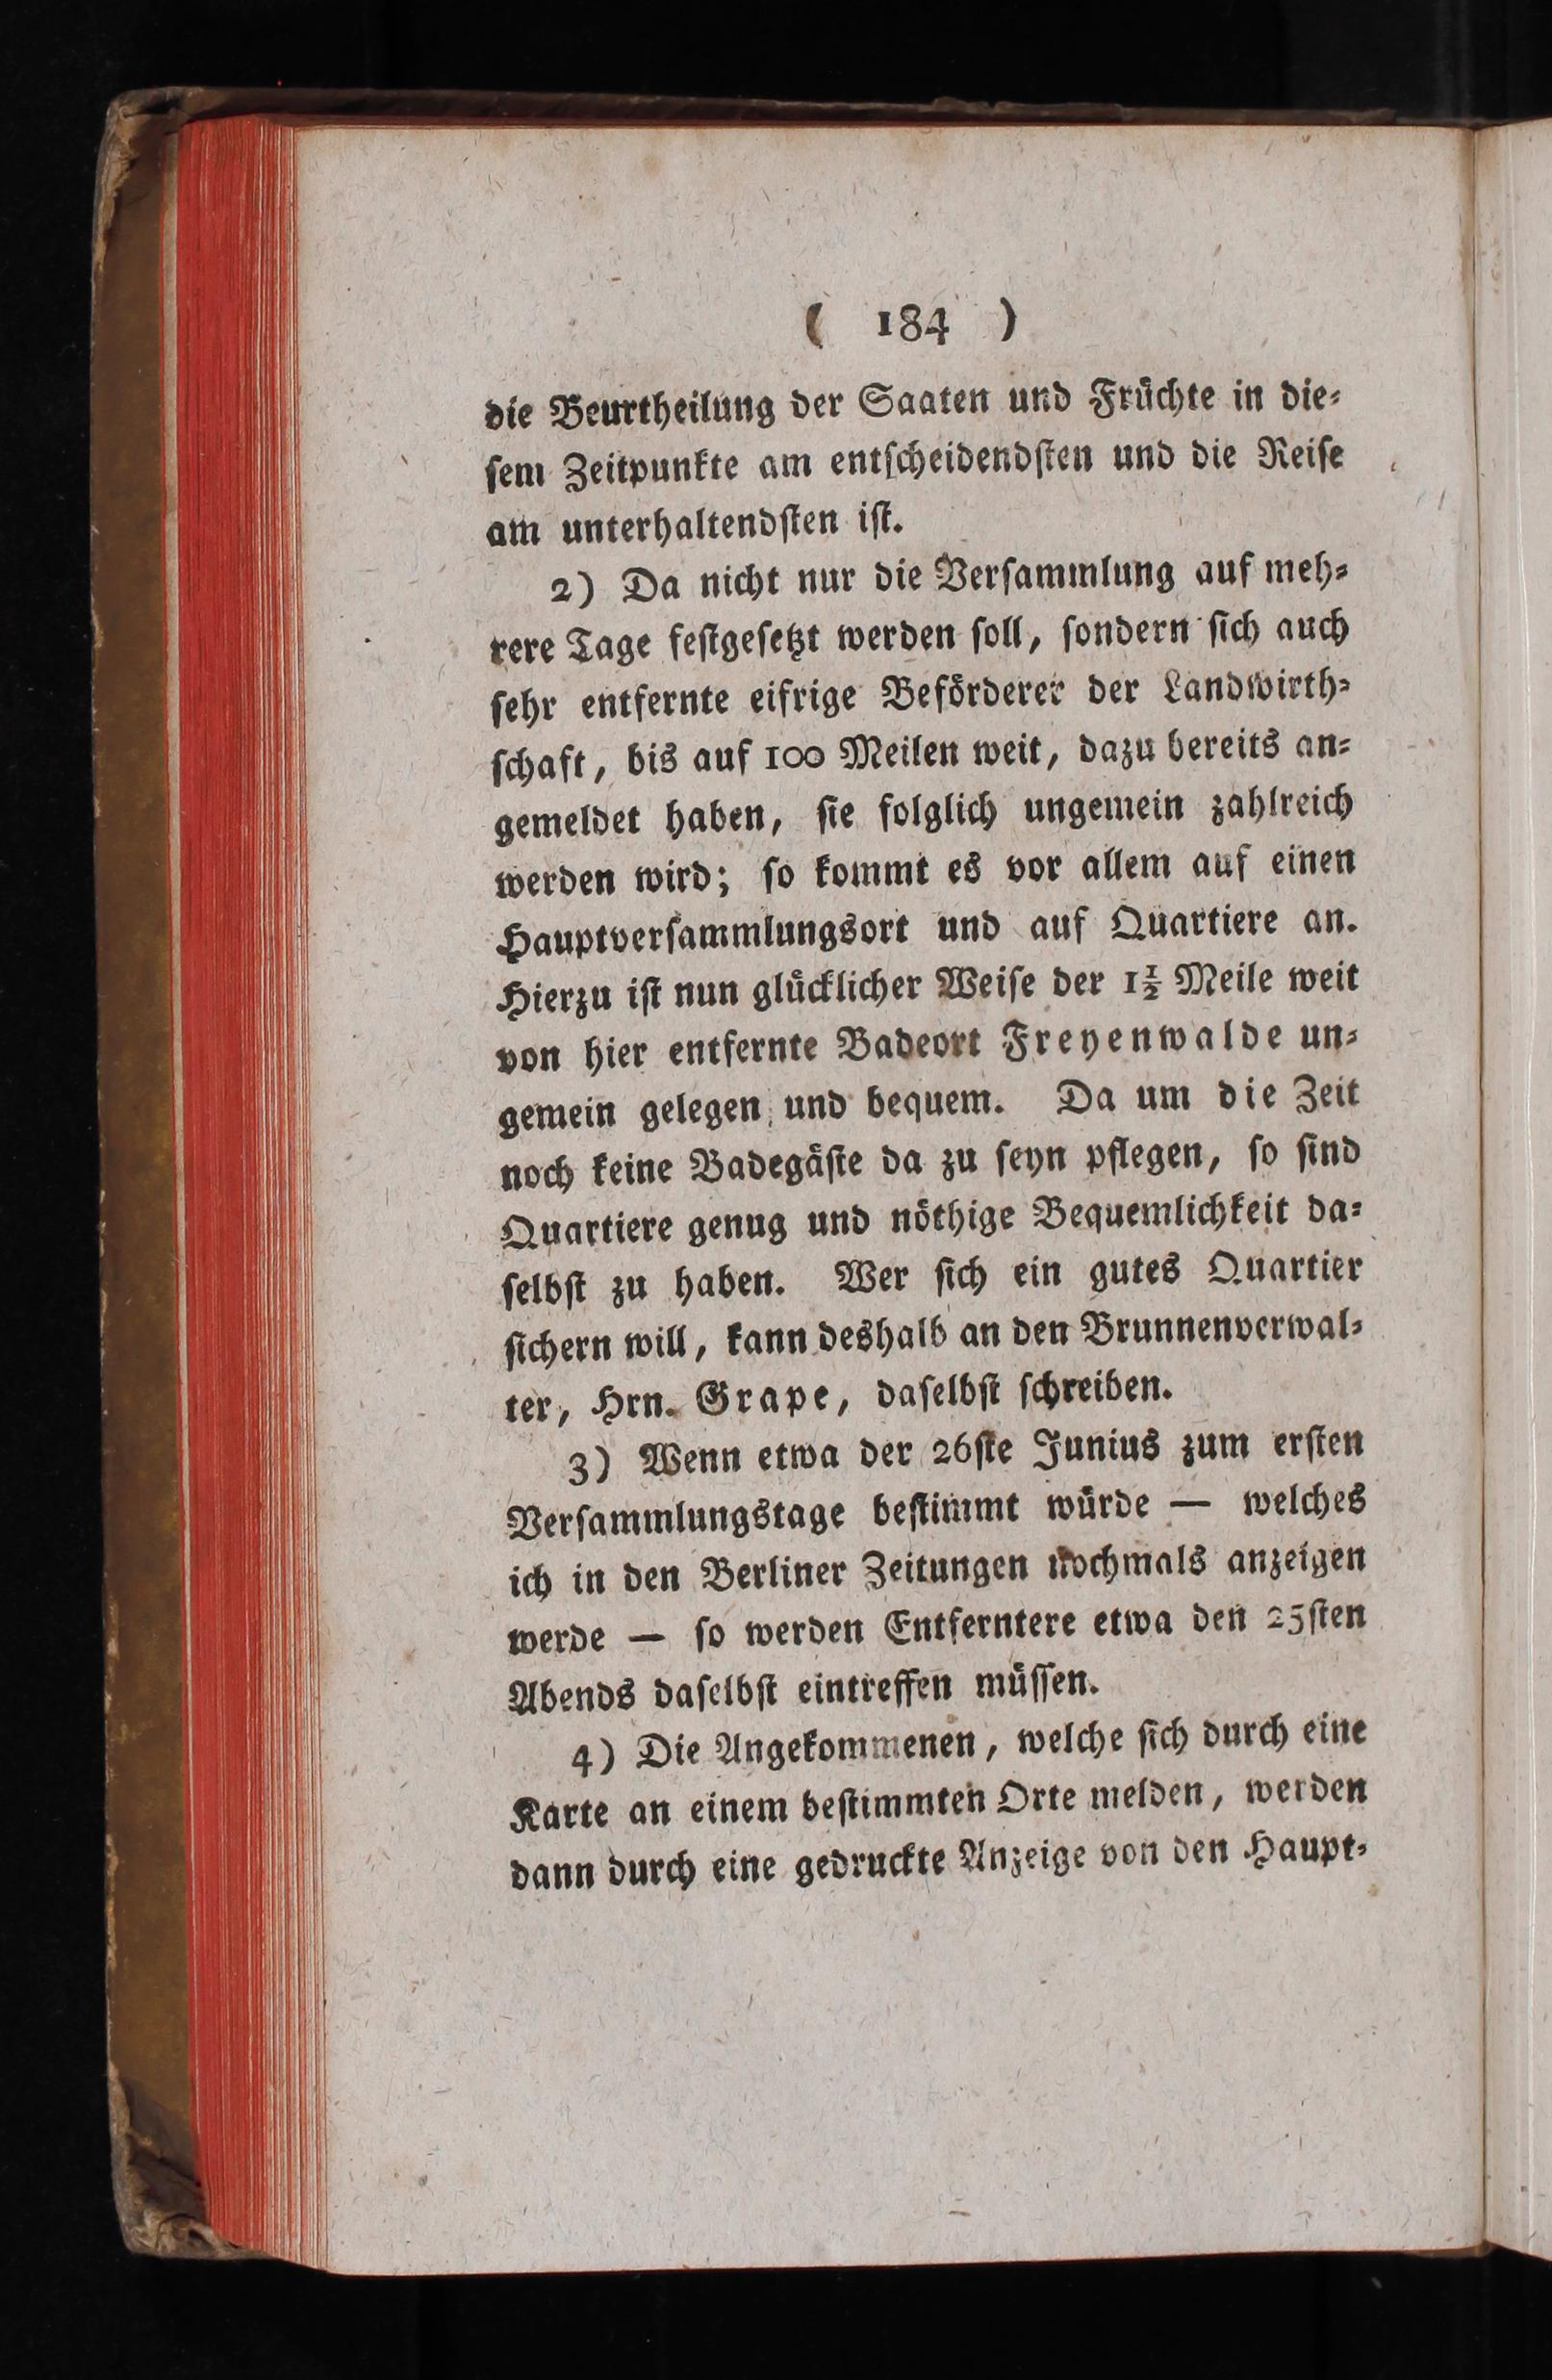 ( 184 )
die Beurtheilung der Saaten und Früchte in die-
ſem Zeitpunkte am entſcheidendſten und die Reiſe
am unterhaltendſten iſt.
2) Da nicht nur die Verſammlung auf meh-
rere Tage feſtgeſetzt werden ſoll, ſondern ſich auch
ſehr entfernte eifrige Beförderer der Landwirth-
ſchaft, bis auf 100 Meilen weit, dazu bereits an-
gemeldet haben, ſie folglich ungemein zahlreich
werden wird; ſo kommt es vor allem auf einen
Hauptverſammlungsort und auf Quartiere an.
Hierzu iſt nun glücklicher Weiſe der 1½ Meile weit
von hier entfernte Badeort Freyenwalde un-
gemein gelegen und bequem. Da um die Zeit
noch keine Badegäſte da zu ſeyn pflegen, ſo ſind
Quartiere genug und nöthige Bequemlichkeit da-
ſelbſt zu haben. Wer ſich ein gutes Quartier
ſichern will, kann deshalb an den Brunnenverwal-
ter, Hrn. Grape, daſelbſt ſchreiben.
3) Wenn etwa der 26ſte Junius zum erſten
Verſammlungstage beſtimmt würde — welches
ich in den Berliner Zeitungen nochmals anzeigen
werde — ſo werden Entferntere etwa den 25ſten
Abends daſelbſt eintreffen müſſen.
4) Die Angekommenen, welche ſich durch eine
Karte an einem beſtimmten Orte melden, werden
dann durch eine gedruckte Anzeige von den Haupt-